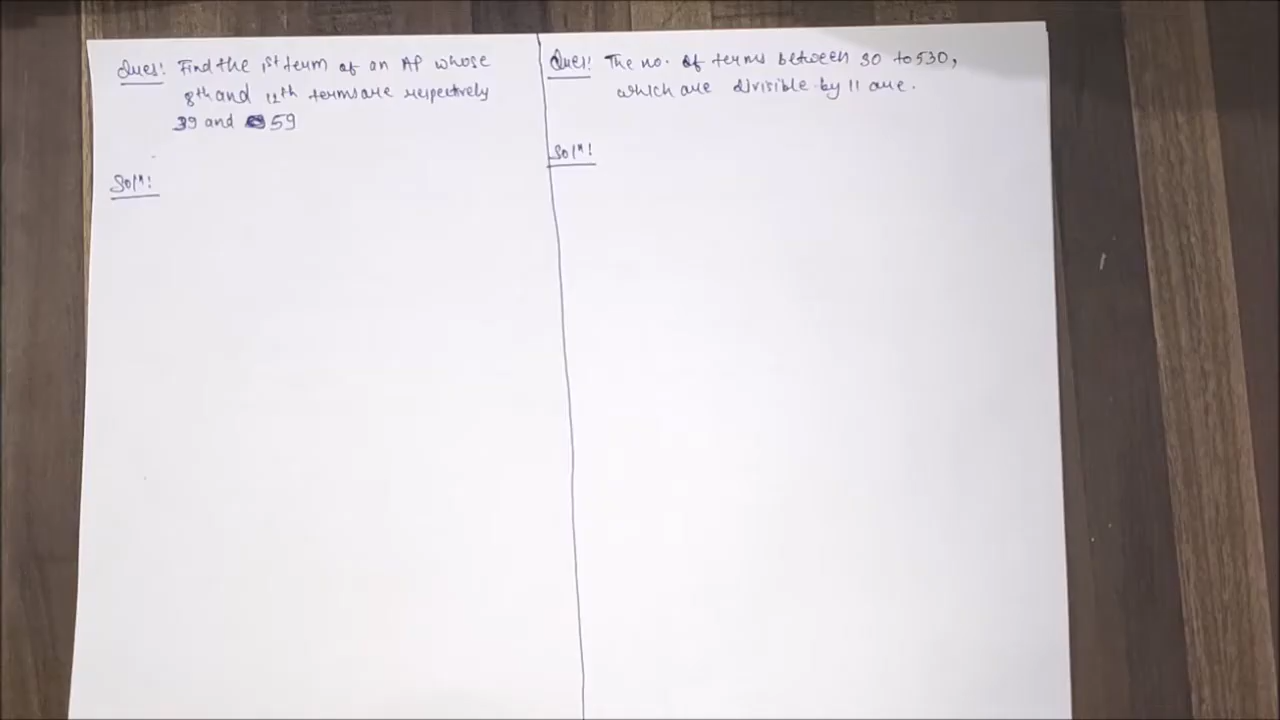 Ques! Find the 1st term of an AP whose
8th and 12th terms are respectively
39 and 59
Soln!
Ques! The no. of terms between 30 to 530,
which are divisible by 11 are.
Soln!